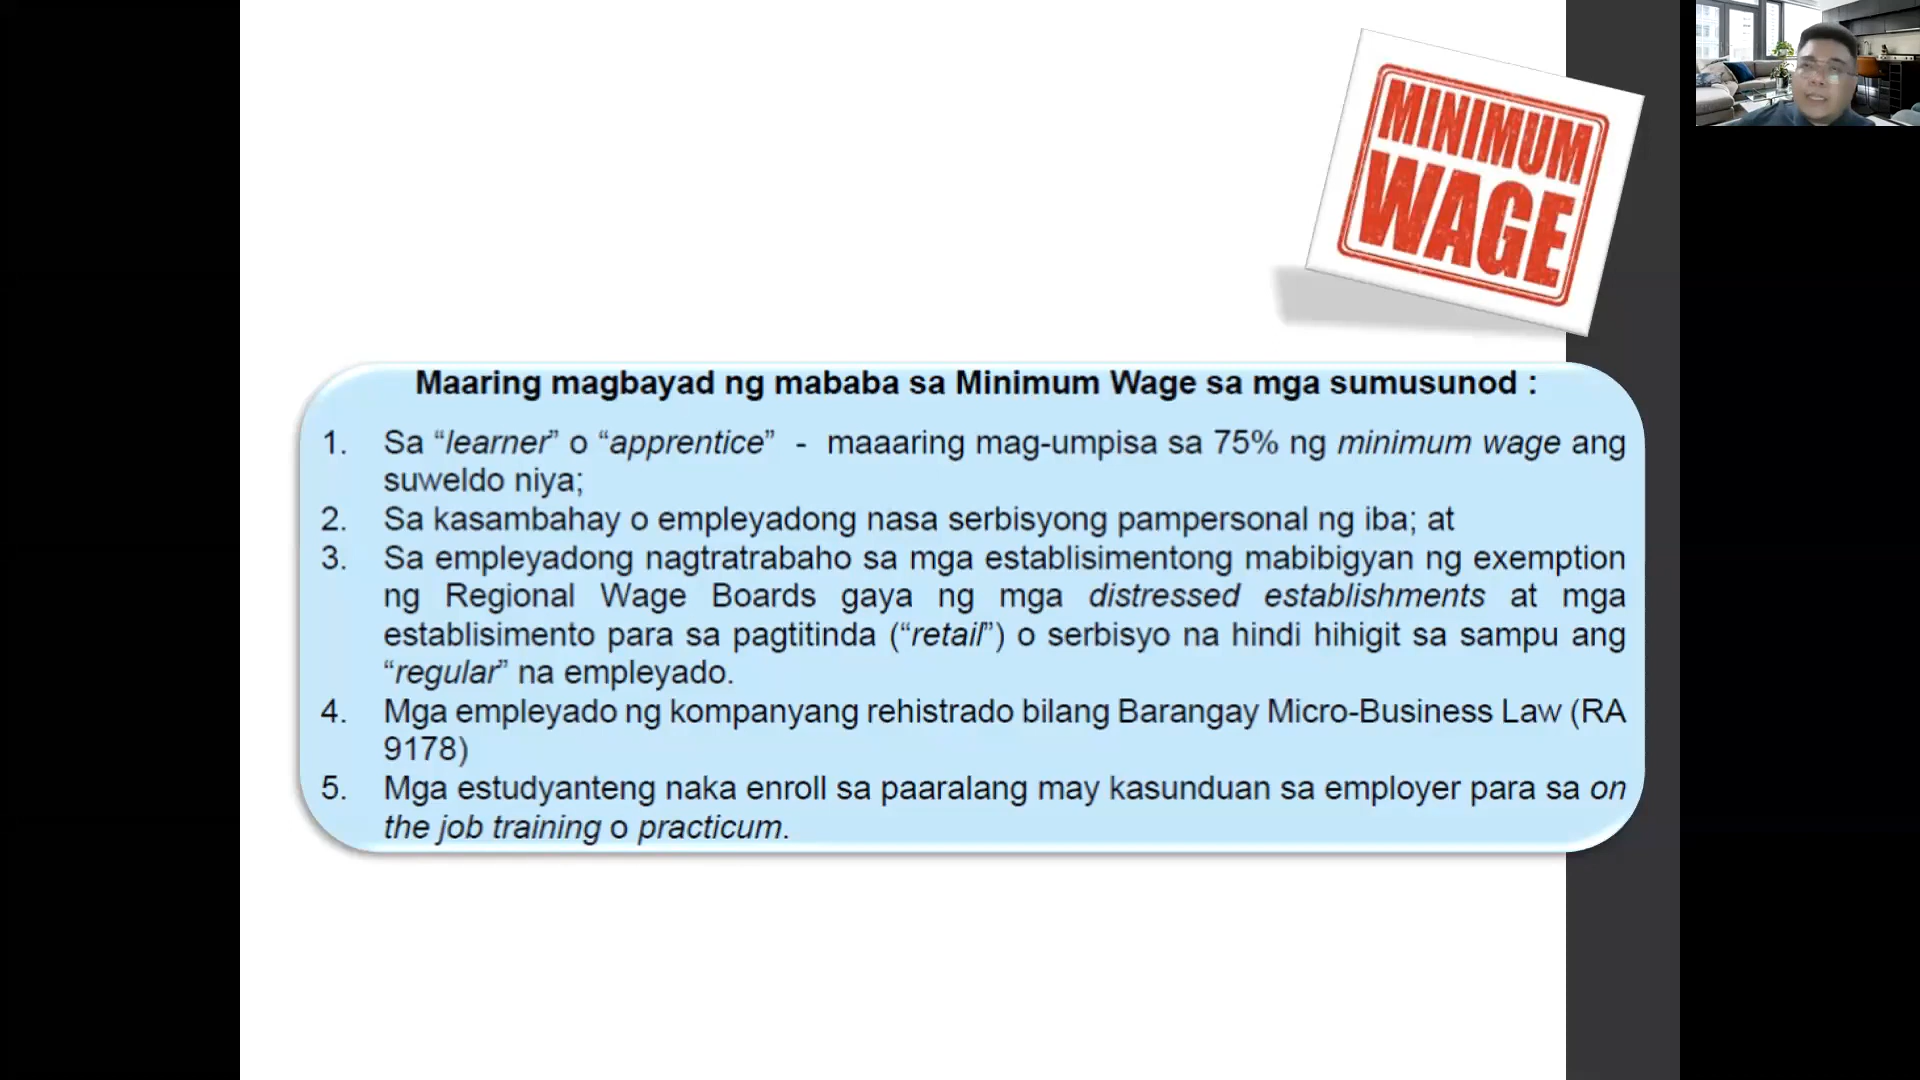 MINIMUM
WAGE
Maaring magbayad ng mababa sa Minimum Wage sa mga sumusunod :
1. Sa “learner” o “apprentice” - maaaring mag-umpisa sa 75% ng minimum wage ang
suweldo niya;
2. Sa kasambahay o empleyadong nasa serbisyong pampersonal ng iba; at
3. Sa empleyadong nagtratrabaho sa mga establisimentong mabibigyan ng exemption
ng Regional Wage Boards gaya ng mga distressed establishments at mga
establisimento para sa pagtitinda (“retail”) o serbisyo na hindi hihigit sa sampu ang
“regular” na empleyado.
4. Mga empleyado ng kompanyang rehistrado bilang Barangay Micro-Business Law (RA
9178)
5. Mga estudyanteng naka enroll sa paaralang may kasunduan sa employer para sa on
the job training o practicum.